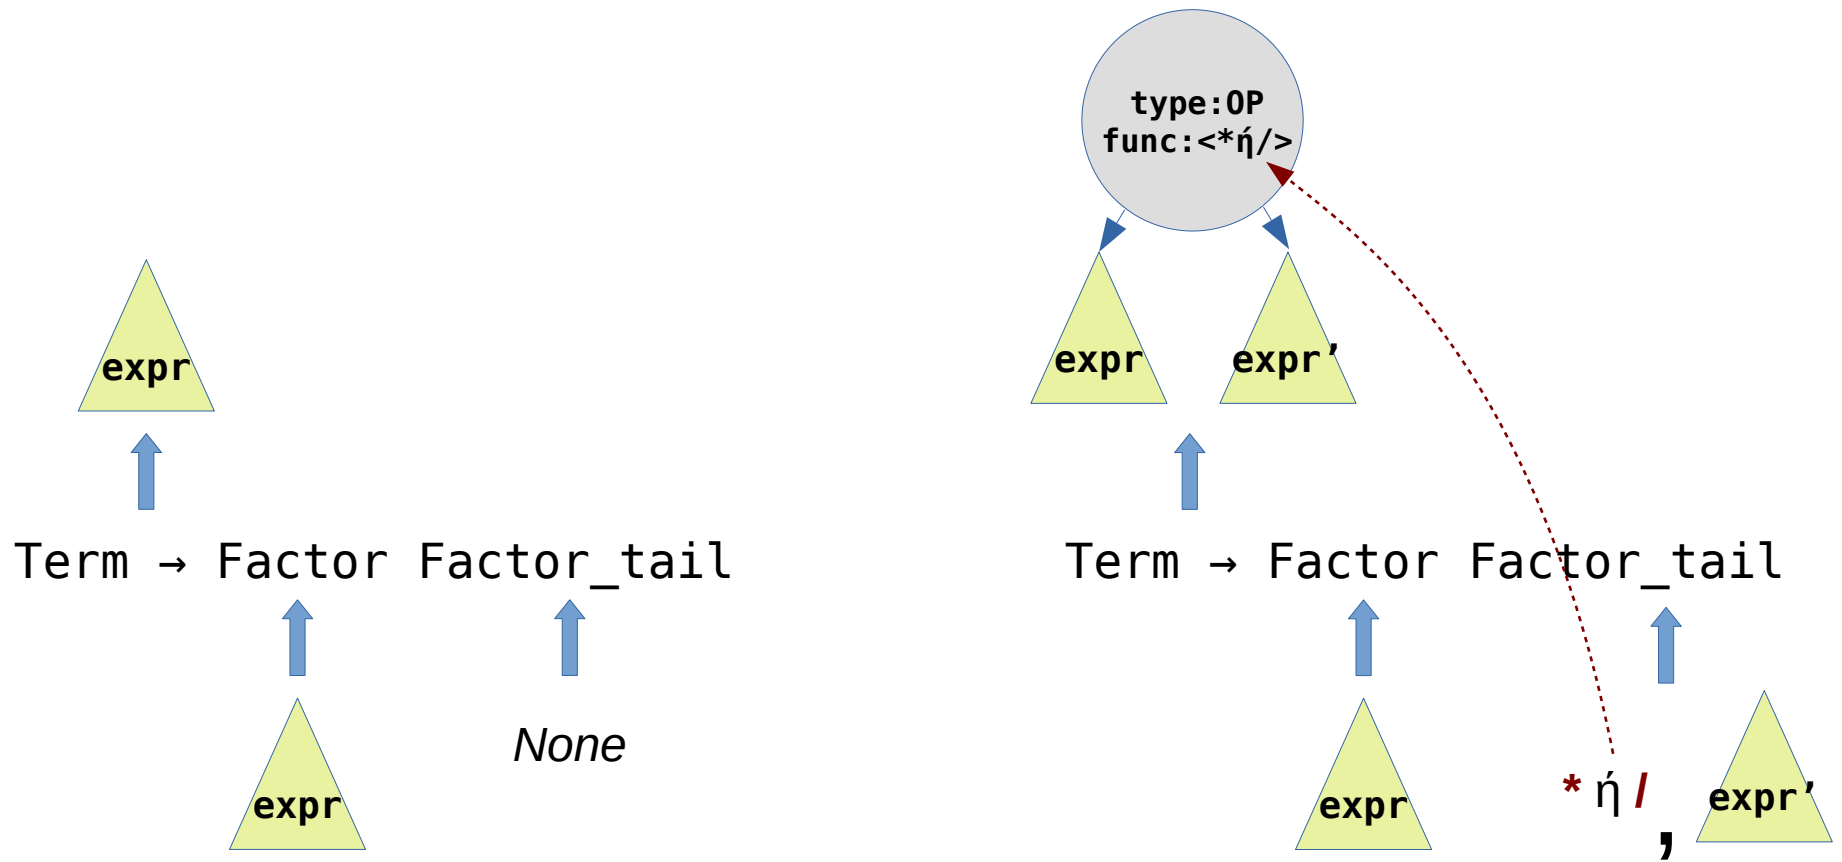 expr
Term → Factor Factor_tail
expr
None
type:OP
func:<*ή/>
expr
expr’
Term → Factor Factor_tail
expr
* ή / ,
expr’